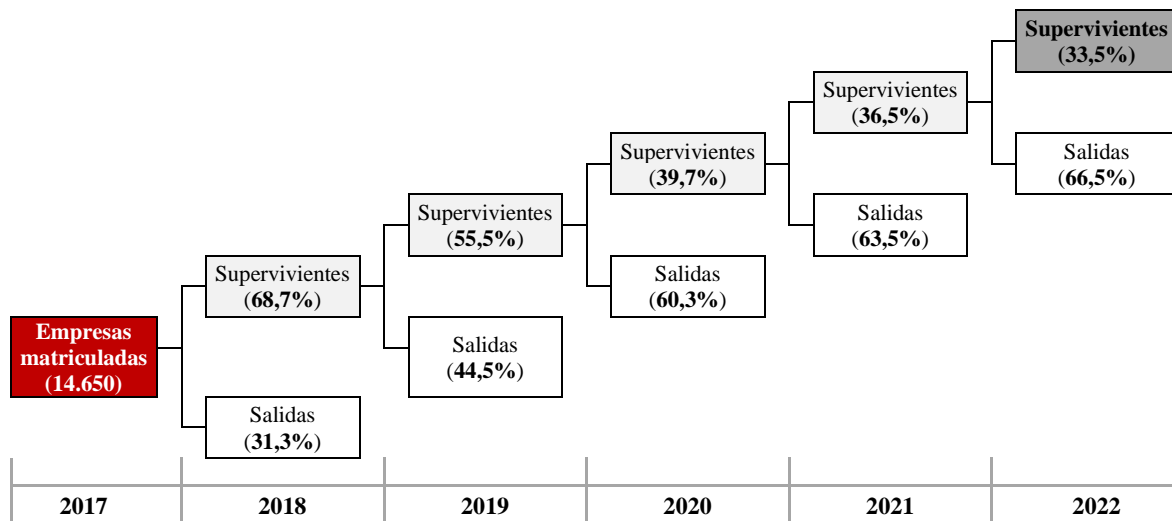 Supervivientes
(33,5%)
Supervivientes
(36,5%)
Supervivientes
(39,7%)
Salidas
(66,5%)
Supervivientes
(55,5%)
Salidas
(63,5%)
Supervivientes
(68,7%)
Salidas
(60,3%)
Empresas
matriculadas
(14.650)
Salidas
(44,5%)
Salidas
(31,3%)
2017
2018
2019
2020
2021
2022